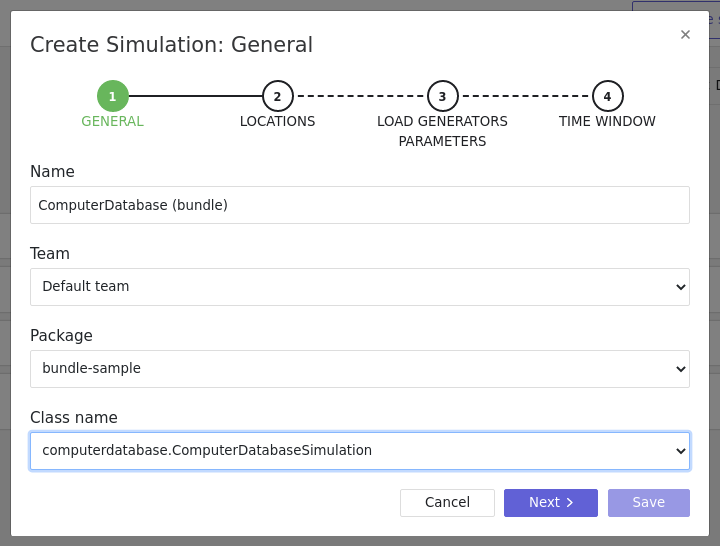 Create Simulation: General
×
1
2
3
4
GENERAL
LOCATIONS
LOAD GENERATORS
PARAMETERS
TIME WINDOW
Name
ComputerDatabase (bundle)
Team
Default team
Package
bundle-sample
Class name
computerdatabase.ComputerDatabaseSimulation
Cancel
Next
Save